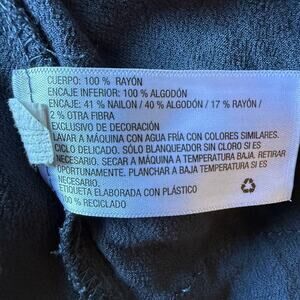 CUERPO: 100 % RAYÓN
ENCAJE INFERIOR: 100 % ALGODÓN
ENCAJE: 41 % NAILON / 40 % ALGODÓN / 17 % RAYÓN /
2 % OTRA FIBRA
EXCLUSIVO DE DECORACIÓN
LAVAR A MÁQUINA CON AGUA FRÍA CON COLORES SIMILARES.
CICLO DELICADO. SÓLO BLANQUEADOR SIN CLORO SI ES
NECESARIO. SECAR A MÁQUINA A TEMPERATURA BAJA. RETIRAR
OPORTUNAMENTE. PLANCHAR A BAJA TEMPERATURA SI ES
NECESARIO.
ETIQUETA ELABORADA CON PLÁSTICO
100 % RECICLADO